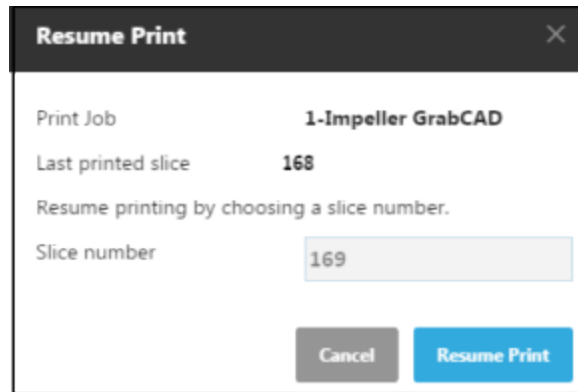 Resume Print
Print Job 1-Impeller GrabCAD
Last printed slice 168
Resume printing by choosing a slice number.
Slice number 169
Cancel Resume Print